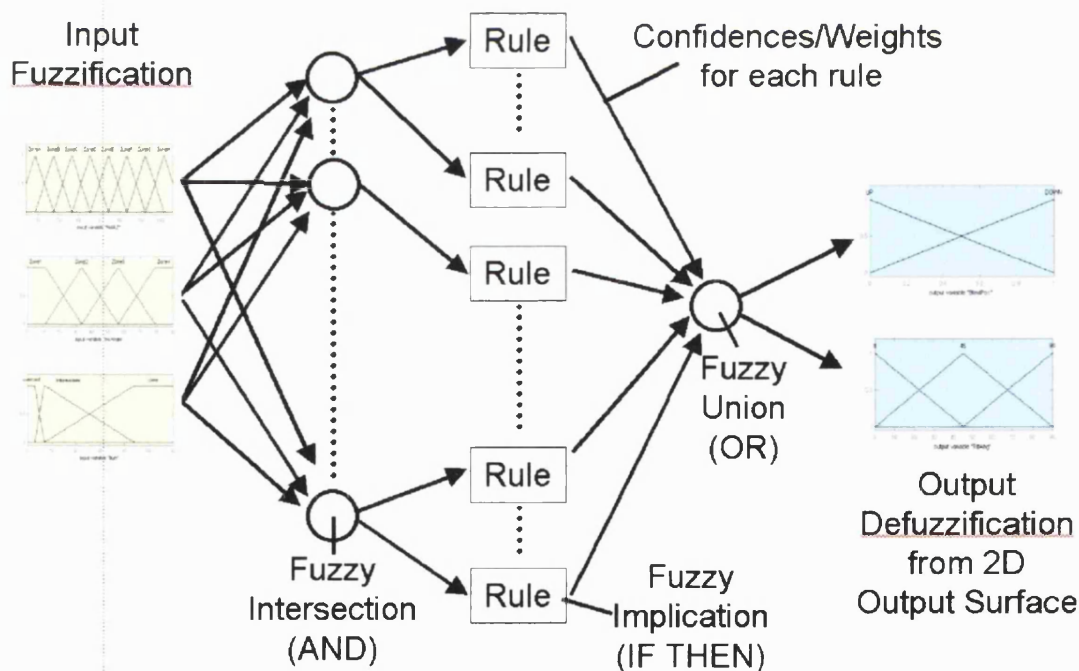 Input
Fuzzification
Rule
Confidences/Weights
for each rule
Rule
Rule
Fuzzy
Union
(OR)
Rule
Output
Defuzzification
from 2D
Output Surface
Fuzzy
Intersection
(AND)
Rule
Fuzzy
Implication
(IF THEN)